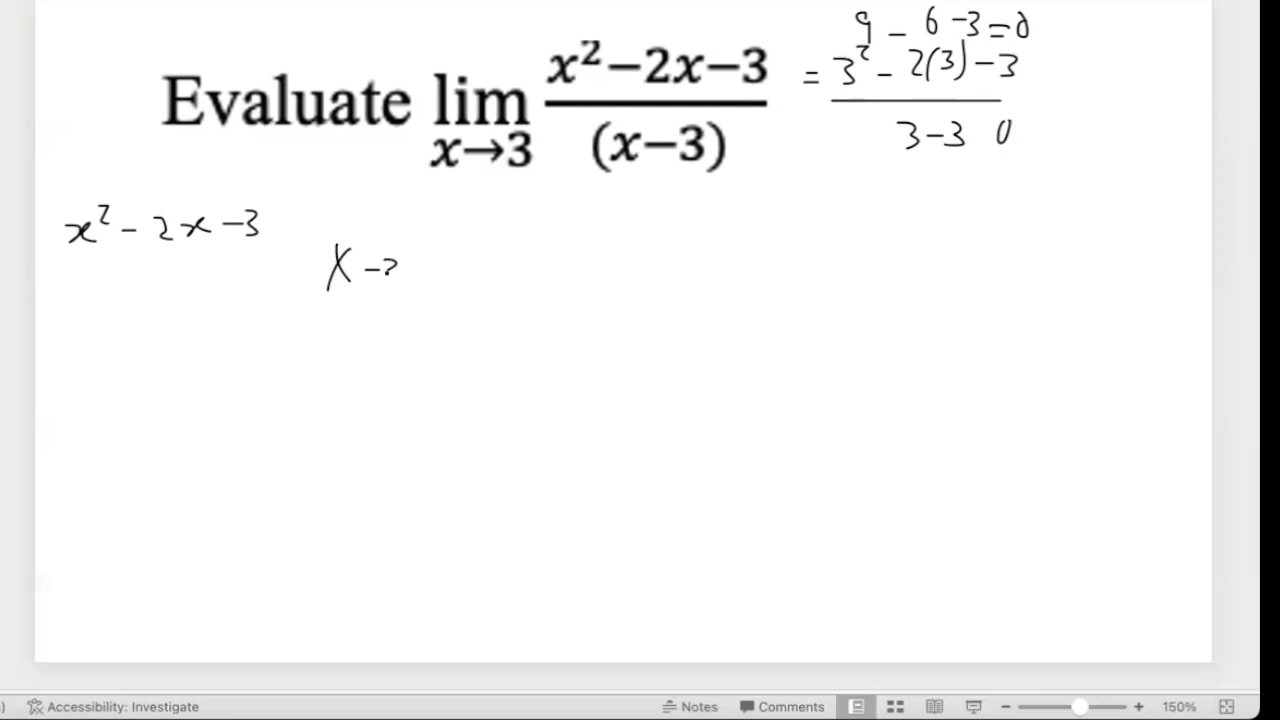 9 - 6 - 3 = 0
Evaluate lim x→3 x²−2x−3 / (x−3)
= 3² - 2(3) - 3
3 - 3 0
x² - 2x - 3
x -
Accessibility: Investigate
Notes
Comments
150%